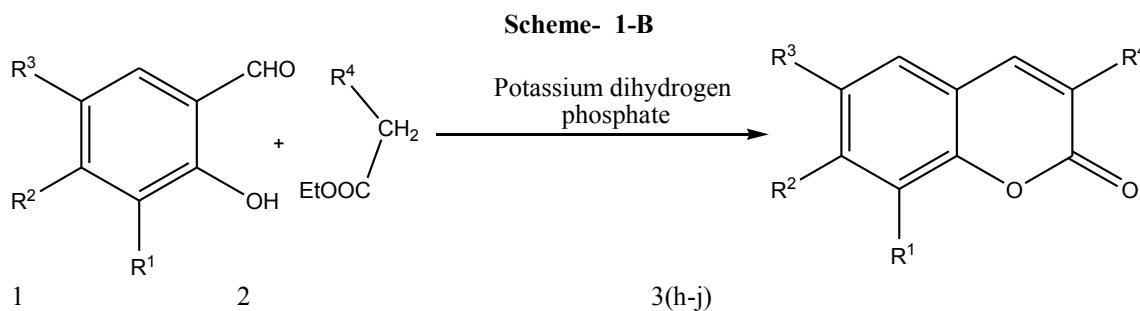 Scheme- 1-B
R³
CHO
R²
OH
R¹
+
R⁴
CH₂
EtOOC
Potassium dihydrogen
phosphate
R³
R⁴
R²
O
O
R¹
1 2 3(h-j)